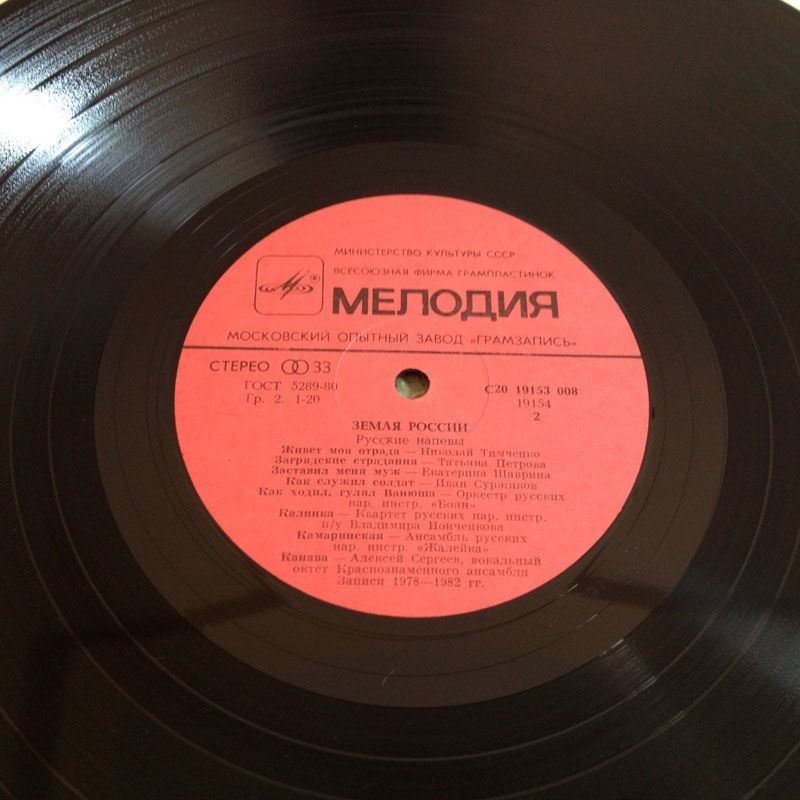 МИНИСТЕРСТВО КУЛЬТУРЫ СССР
ВСЕСОЮЗНАЯ ФИРМА ГРАМПЛАСТИНОК
®
МЕЛОДИЯ
МОСКОВСКИЙ ОПЫТНЫЙ ЗАВОД «ГРАМЗАПИСЬ»
СТЕРЕО 33
ГОСТ 5289-80
Гр. 2. 1-20
С20 19153 008
19154
2
ЗЕМЛЯ РОССИИ
Русские напевы
Живет моя отрада — Николай Тимченко
Загрядские страдания — Татьяна Петрова
Заставил меня муж — Екатерина Шаврина
Как служил солдат — Иван Суржиков
Как ходил, гулял Ванюша — Оркестр русских
нар. инстр. «Боян»
Калинка — Квартет русских нар. инстр.
п/у Владимира Ионченкова
Камаринская — Ансамбль русских
нар. инстр. «Жалейка»
Канава — Алексей Сергеев, вокальный
октет Краснознаменного ансамбля
Записи 1978—1982 гг.